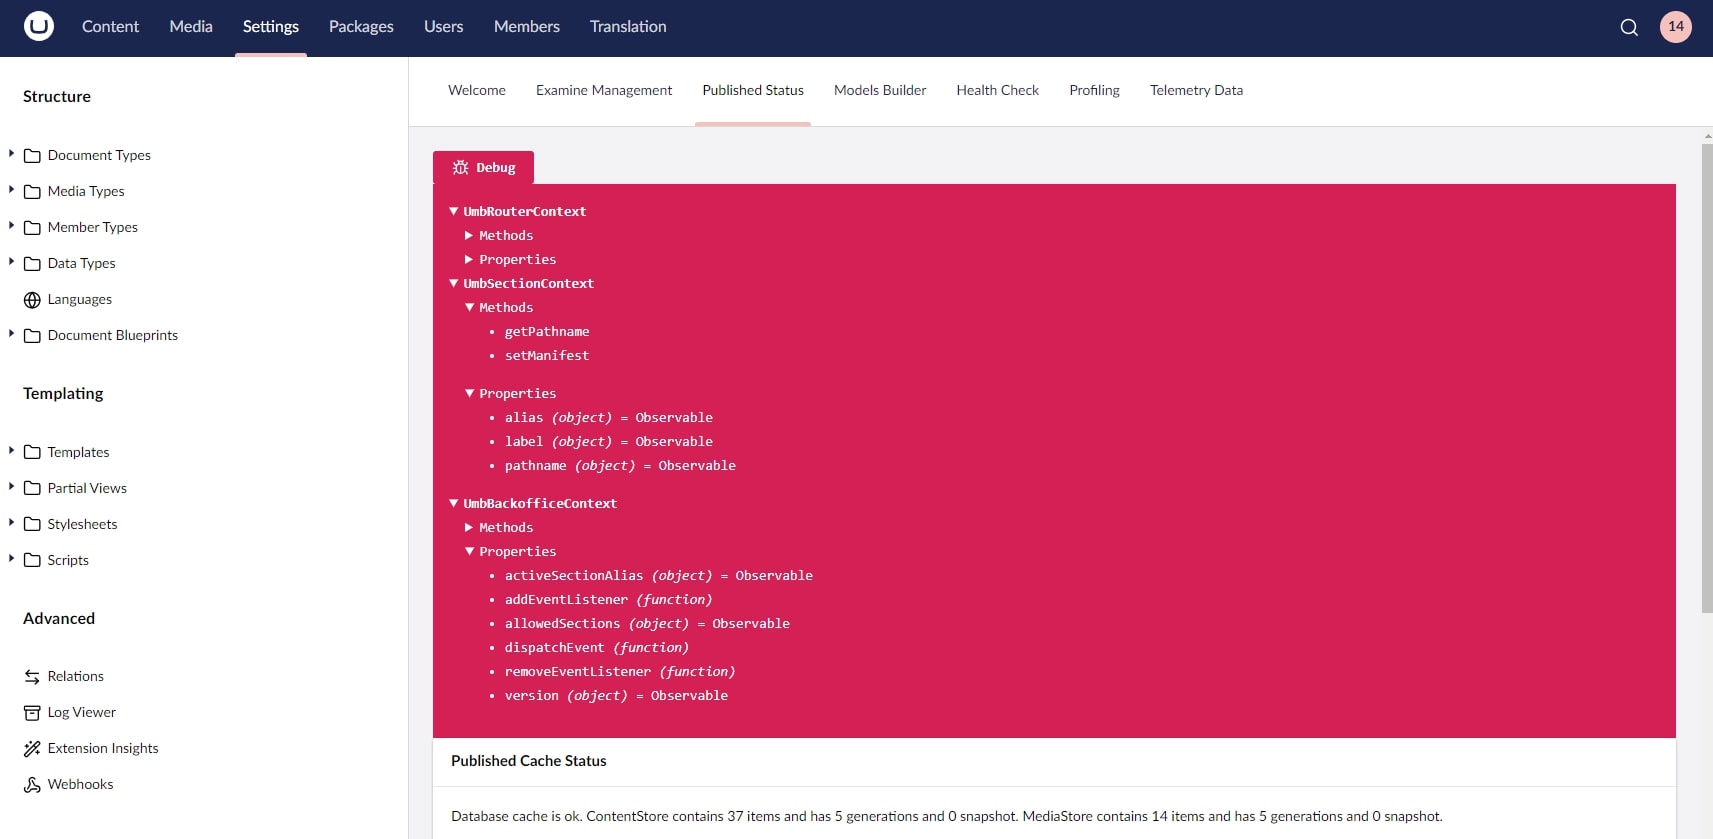 Content Media Settings Packages Users Members Translation 14
Structure
Document Types
Media Types
Member Types
Data Types
Languages
Document Blueprints
Templating
Templates
Partial Views
Stylesheets
Scripts
Advanced
Relations
Log Viewer
Extension Insights
Webhooks
Welcome Examine Management Published Status Models Builder Health Check Profiling Telemetry Data
Debug
▼ UmbRouterContext
▶ Methods
▶ Properties
▼ UmbSectionContext
▼ Methods
• getPathname
• setManifest
▼ Properties
• alias (object) = Observable
• label (object) = Observable
• pathname (object) = Observable
▼ UmbBackofficeContext
▶ Methods
▼ Properties
• activeSectionAlias (object) = Observable
• addEventListener (function)
• allowedSections (object) = Observable
• dispatchEvent (function)
• removeEventListener (function)
• version (object) = Observable
Published Cache Status
Database cache is ok. ContentStore contains 37 items and has 5 generations and 0 snapshot. MediaStore contains 14 items and has 5 generations and 0 snapshot.